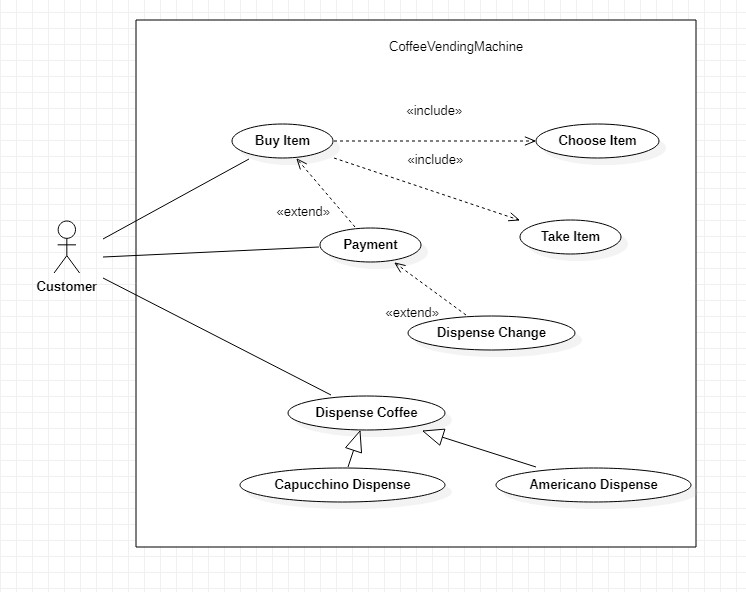 CoffeeVendingMachine
«include»
Buy Item
Choose Item
«include»
«extend»
Take Item
Payment
Customer
«extend»
Dispense Change
Dispense Coffee
Capucchino Dispense
Americano Dispense